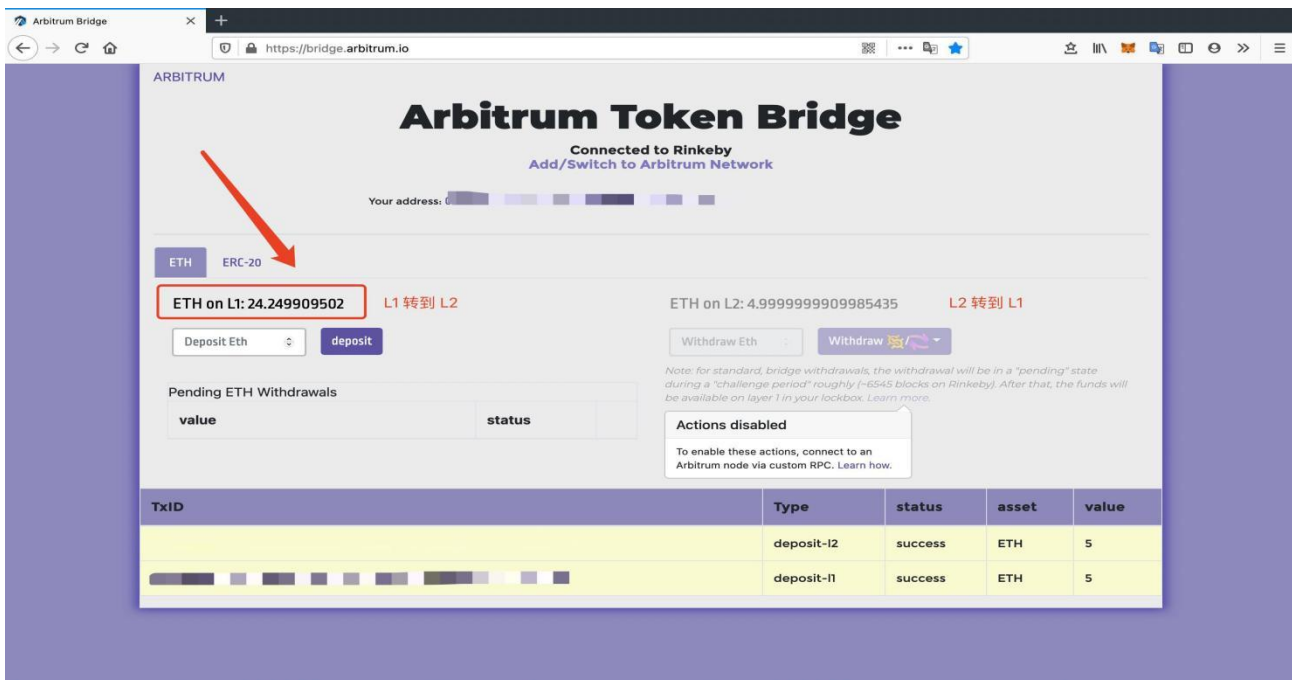 Arbitrum Bridge
https://bridge.arbitrum.io
ARBITRUM
Arbitrum Token Bridge
Connected to Rinkeby
Add/Switch to Arbitrum Network
Your address:
ETH ERC-20
ETH on L1: 24.249909502 L1 转到 L2
Deposit Eth deposit
Pending ETH Withdrawals
value status
ETH on L2: 4.9999999909985435 L2 转到 L1
Withdraw Eth Withdraw
Note: for standard, bridge withdrawals, the withdrawal will be in a "pending" state
during a "challenge period" roughly (~6545 blocks on Rinkeby). After that, the funds will
be available on layer 1 in your lockbox. Learn more.
Actions disabled
To enable these actions, connect to an
Arbitrum node via custom RPC. Learn how.
TxID Type status asset value
deposit-l2 success ETH 5
deposit-l1 success ETH 5